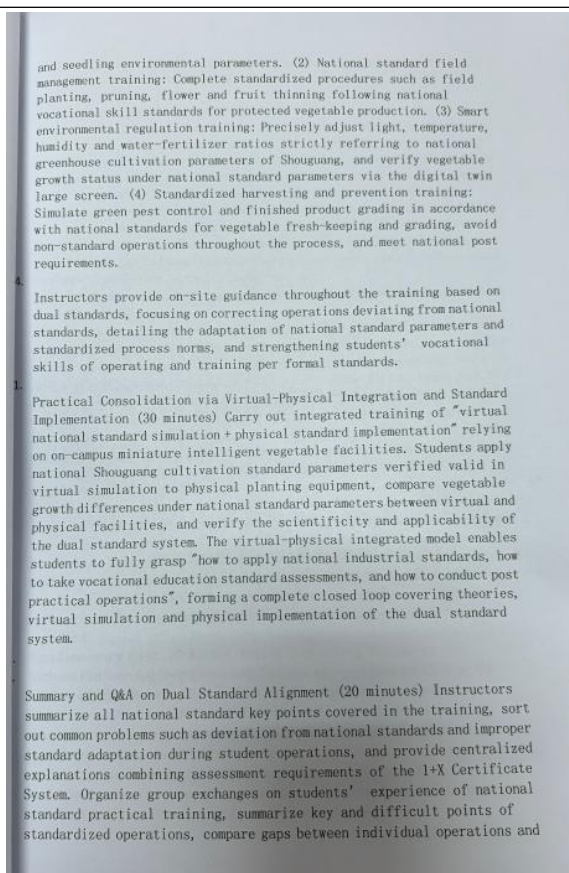 and seedling environmental parameters. (2) National standard field
management training: Complete standardized procedures such as field
planting, pruning, flower and fruit thinning following national
vocational skill standards for protected vegetable production. (3) Smart
environmental regulation training: Precisely adjust light, temperature,
humidity and water-fertilizer ratios strictly referring to national
greenhouse cultivation parameters of Shouguang, and verify vegetable
growth status under national standard parameters via the digital twin
large screen. (4) Standardized harvesting and prevention training:
Simulate green pest control and finished product grading in accordance
with national standards for vegetable fresh-keeping and grading, avoid
non-standard operations throughout the process, and meet national post
requirements.
4.
Instructors provide on-site guidance throughout the training based on
dual standards, focusing on correcting operations deviating from national
standards, detailing the adaptation of national standard parameters and
standardized process norms, and strengthening students' vocational
skills of operating and training per formal standards.
1.
Practical Consolidation via Virtual-Physical Integration and Standard
Implementation (30 minutes) Carry out integrated training of "virtual
national standard simulation + physical standard implementation" relying
on on-campus miniature intelligent vegetable facilities. Students apply
national Shouguang cultivation standard parameters verified valid in
virtual simulation to physical planting equipment, compare vegetable
growth differences under national standard parameters between virtual and
physical facilities, and verify the scientificity and applicability of
the dual standard system. The virtual-physical integrated model enables
students to fully grasp "how to apply national industrial standards, how
to take vocational education standard assessments, and how to conduct post
practical operations", forming a complete closed loop covering theories,
virtual simulation and physical implementation of the dual standard
system.
Summary and Q&A on Dual Standard Alignment (20 minutes) Instructors
summarize all national standard key points covered in the training, sort
out common problems such as deviation from national standards and improper
standard adaptation during student operations, and provide centralized
explanations combining assessment requirements of the 1+X Certificate
System. Organize group exchanges on students' experience of national
standard practical training, summarize key and difficult points of
standardized operations, compare gaps between individual operations and